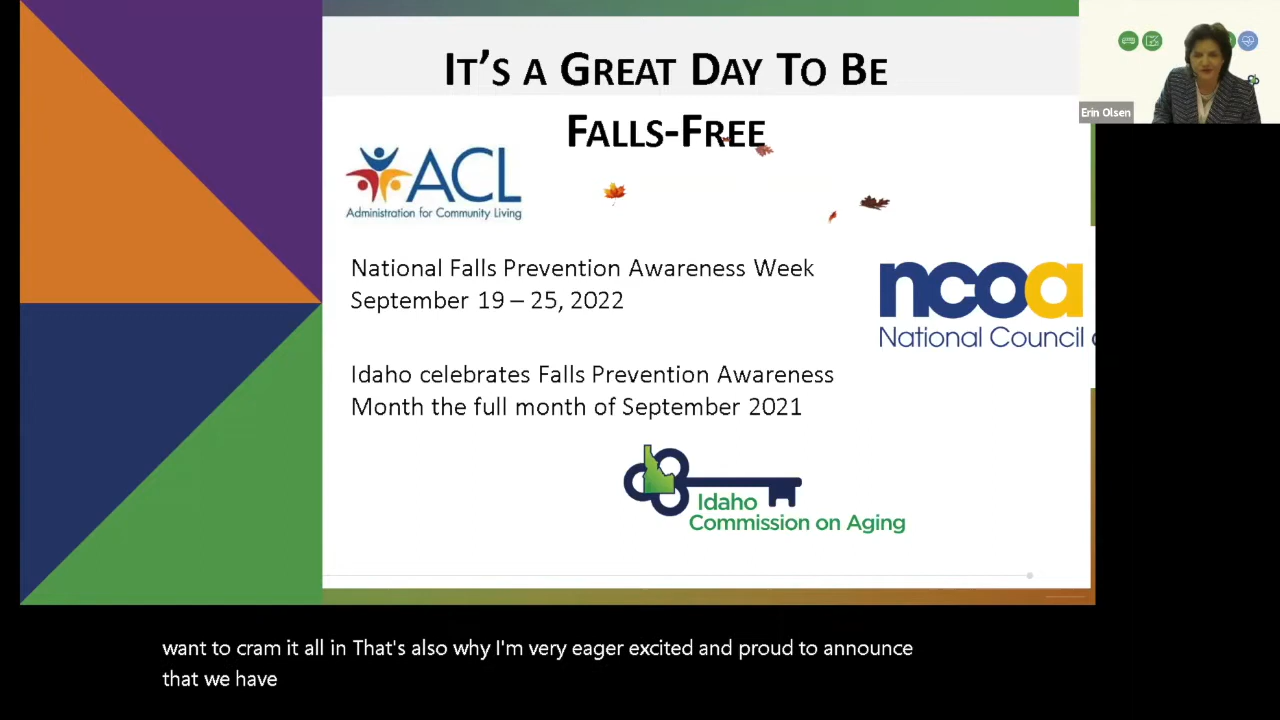 IT'S A GREAT DAY TO BE
FALLS-FREE
Erin Olsen
ACL
Administration for Community Living
National Falls Prevention Awareness Week
September 19 – 25, 2022
ncoa
National Council
Idaho celebrates Falls Prevention Awareness
Month the full month of September 2021
Idaho
Commission on Aging
want to cram it all in That's also why I'm very eager excited and proud to announce
that we have